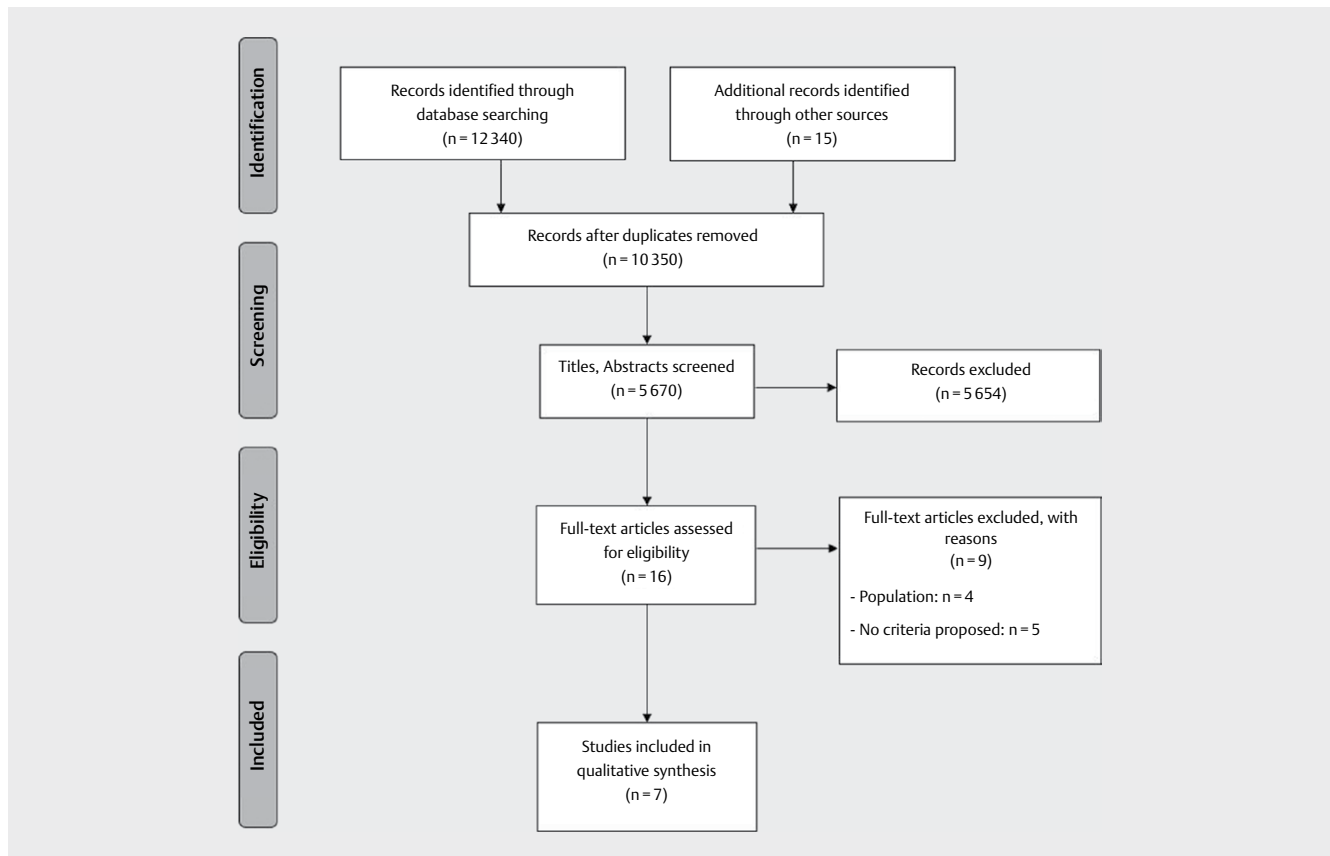 Identification
Records identified through
database searching
(n = 12 340)
Additional records identified
through other sources
(n = 15)
Records after duplicates removed
(n = 10 350)
Screening
Titles, Abstracts screened
(n = 5 670)
Records excluded
(n = 5 654)
Eligibility
Full-text articles assessed
for eligibility
(n = 16)
Full-text articles excluded, with
reasons
(n = 9)
- Population: n = 4
- No criteria proposed: n = 5
Included
Studies included in
qualitative synthesis
(n = 7)